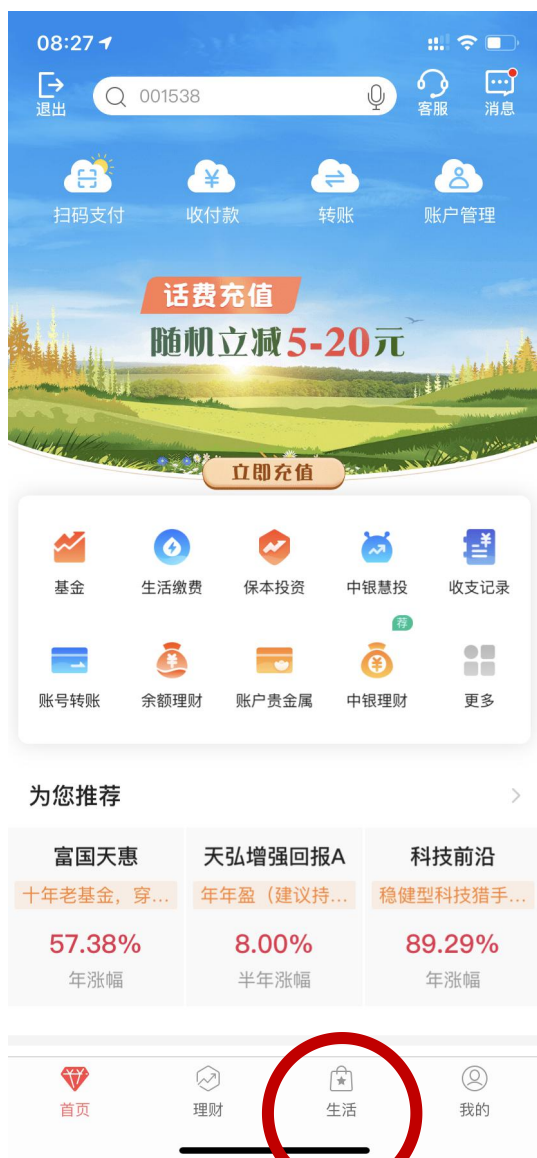 08:27
退出
001538
客服
消息
扫码支付
收付款
转账
账户管理
话费充值
随机立减5-20元
立即充值
基金
生活缴费
保本投资
中银慧投
收支记录
荐
账号转账
余额理财
账户贵金属
中银理财
更多
为您推荐
富国天惠
天弘增强回报A
科技前沿
十年老基金，穿...
年年盈（建议持...
稳健型科技猎手...
57.38%
8.00%
89.29%
年涨幅
半年涨幅
年涨幅
首页
理财
生活
我的